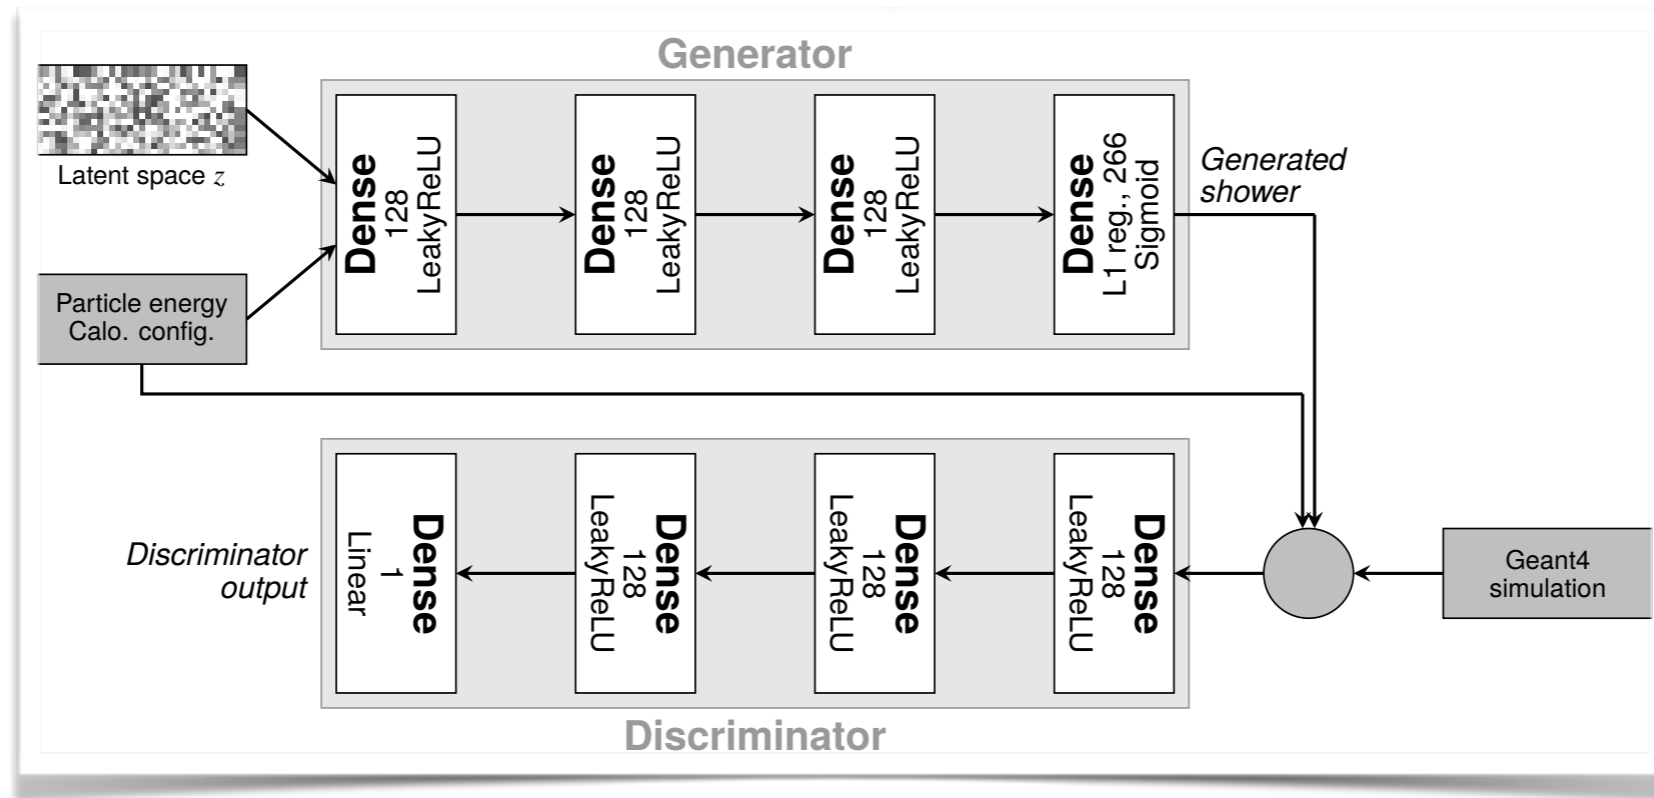 Generator
Latent space z
Particle energy
Calo. config.
Dense
128
LeakyReLU
Dense
128
LeakyReLU
Dense
128
LeakyReLU
Dense
L1 reg., 266
Sigmoid
Generated
shower
Discriminator
output
Dense
1
Linear
Dense
128
LeakyReLU
Dense
128
LeakyReLU
Dense
128
LeakyReLU
Geant4
simulation
Discriminator